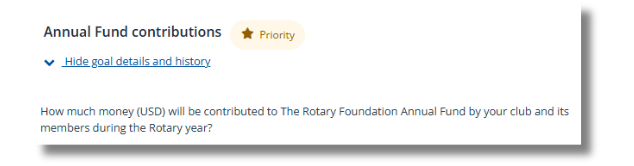 Annual Fund contributions
Priority
Hide goal details and history
How much money (USD) will be contributed to The Rotary Foundation Annual Fund by your club and its
members during the Rotary year?